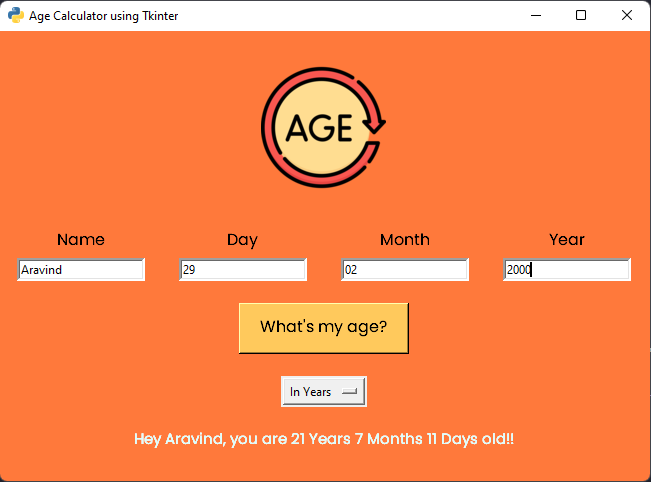 Age Calculator using Tkinter
AGE
Name Day Month Year
Aravind 29 02 2000
What's my age?
In Years
Hey Aravind, you are 21 Years 7 Months 11 Days old!!